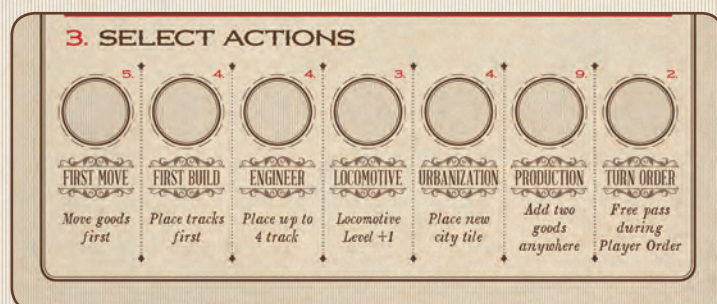 3. SELECT ACTIONS
5. 4. 4. 3. 4. 9. 2.
FIRST MOVE FIRST BUILD ENGINEER LOCOMOTIVE URBANIZATION PRODUCTION TURN ORDER
Move goods first
Place tracks first
Place up to 4 track
Locomotive Level +1
Place new city tile
Add two goods anywhere
Free pass during Player Order